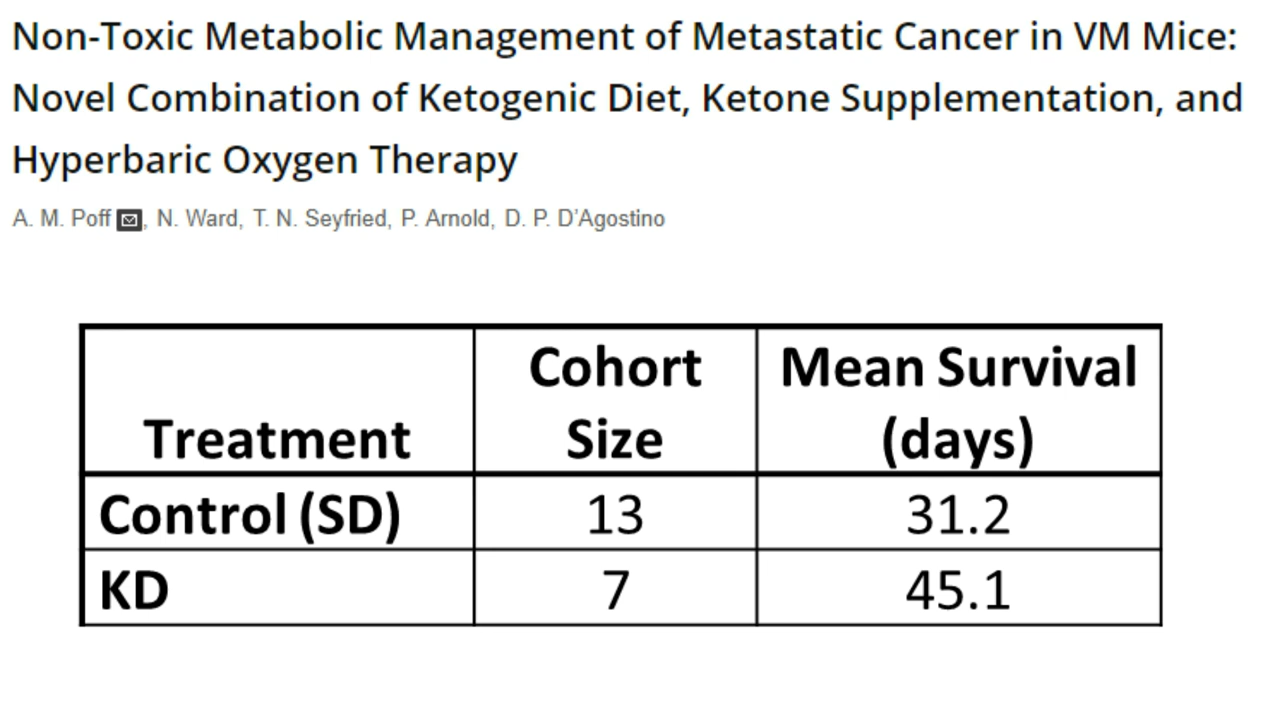 Non-Toxic Metabolic Management of Metastatic Cancer in VM Mice:
Novel Combination of Ketogenic Diet, Ketone Supplementation, and
Hyperbaric Oxygen Therapy
A. M. Poff , N. Ward, T. N. Seyfried, P. Arnold, D. P. D’Agostino
Treatment Cohort Size Mean Survival (days)
Control (SD) 13 31.2
KD 7 45.1